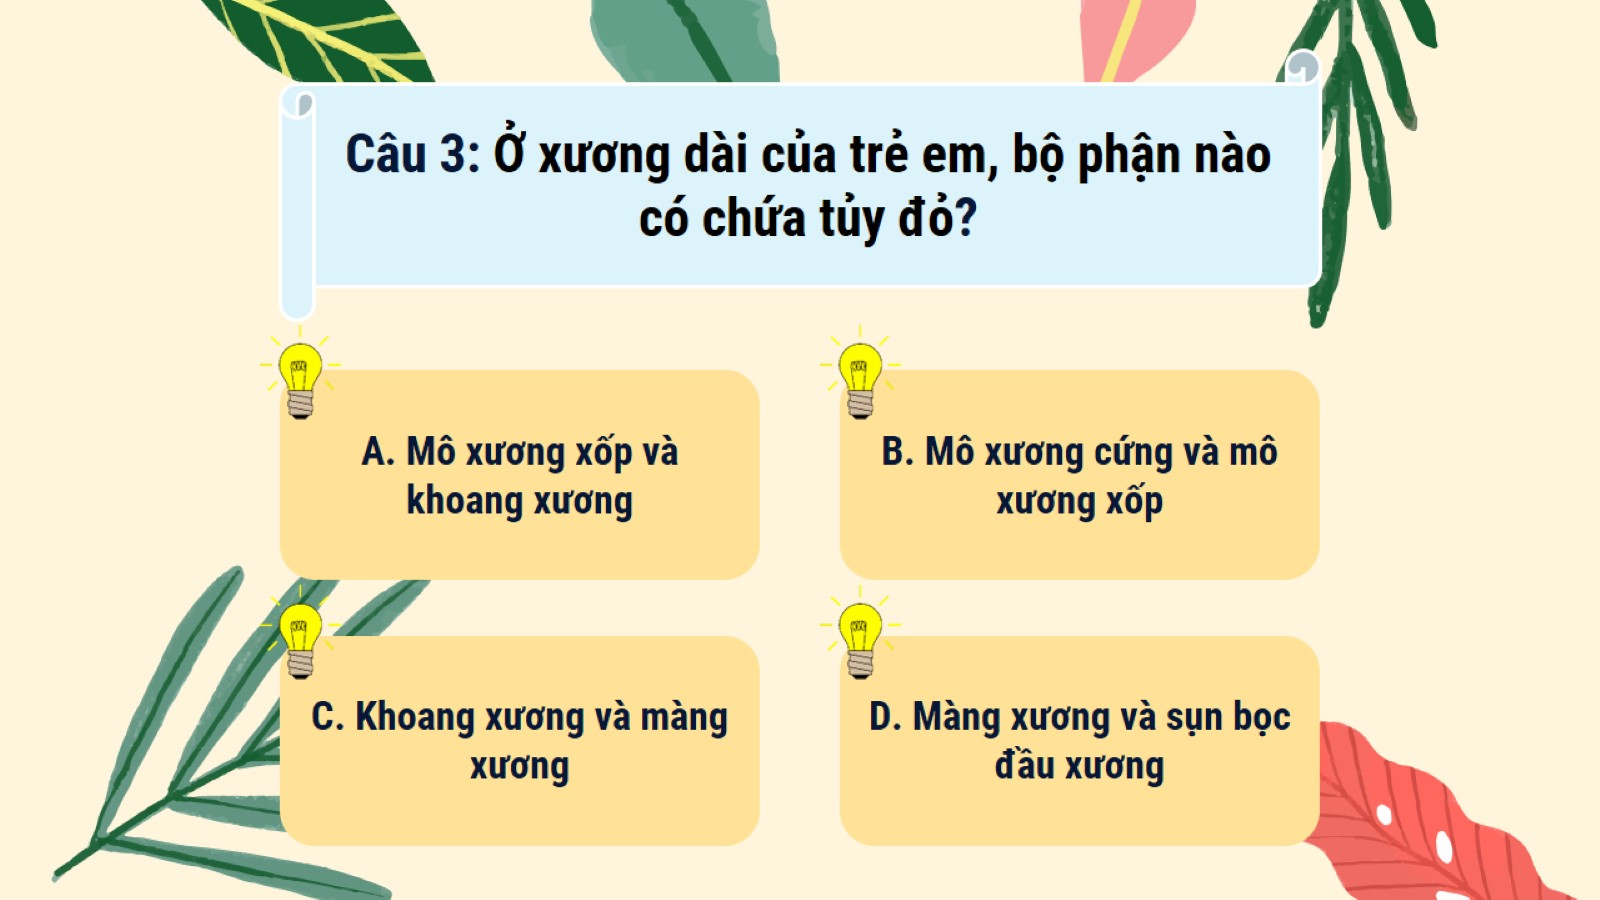 Câu 3: Ở xương dài của trẻ em, bộ phận nào
có chứa tủy đỏ?
A. Mô xương xốp và
khoang xương
B. Mô xương cứng và mô
xương xốp
C. Khoang xương và màng
xương
D. Màng xương và sụn bọc
đầu xương